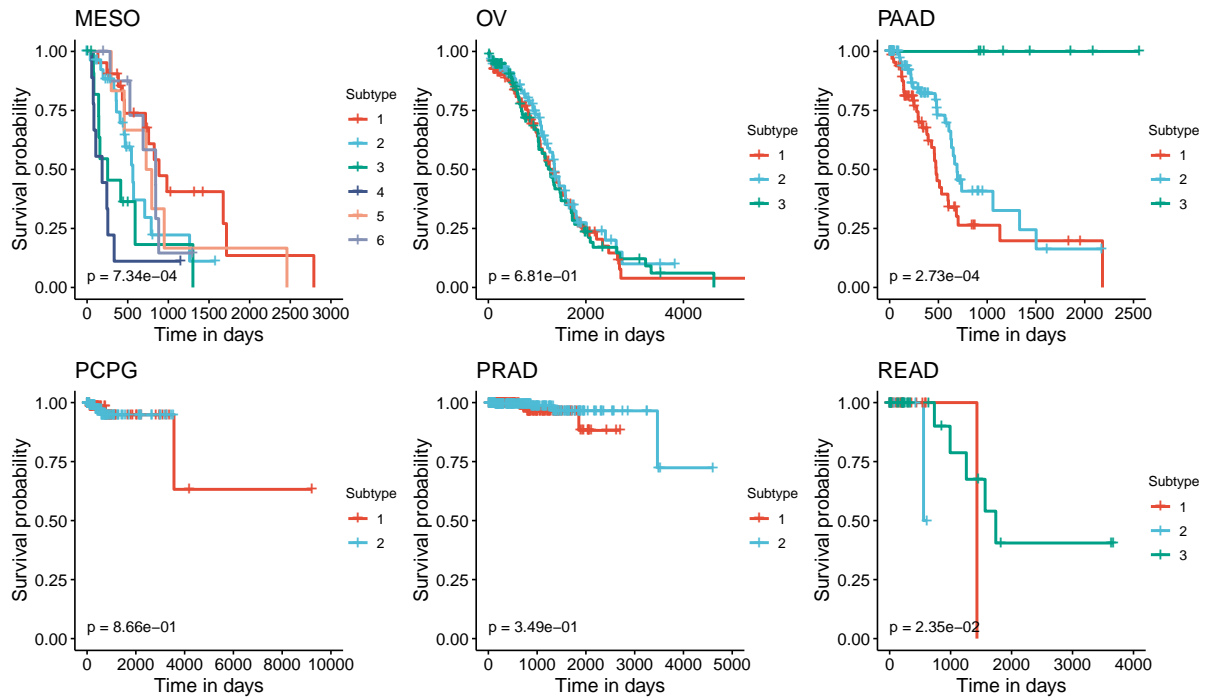 MESO
1.00
0.75
0.50
0.25
0.00
Survival probability
p = 7.34e−04
0 500 1000 1500 2000 2500 3000
Time in days
Subtype
1
2
3
4
5
6
OV
1.00
0.75
0.50
0.25
0.00
Survival probability
p = 6.81e−01
0 2000 4000
Time in days
Subtype
1
2
3
PAAD
1.00
0.75
0.50
0.25
0.00
Survival probability
p = 2.73e−04
0 500 1000 1500 2000 2500
Time in days
Subtype
1
2
3
PCPG
1.00
0.75
0.50
0.25
0.00
Survival probability
p = 8.66e−01
0 2000 4000 6000 8000 10000
Time in days
Subtype
1
2
PRAD
1.00
0.75
0.50
0.25
0.00
Survival probability
p = 3.49e−01
0 1000 2000 3000 4000 5000
Time in days
Subtype
1
2
READ
1.00
0.75
0.50
0.25
0.00
Survival probability
p = 2.35e−02
0 1000 2000 3000 4000
Time in days
Subtype
1
2
3